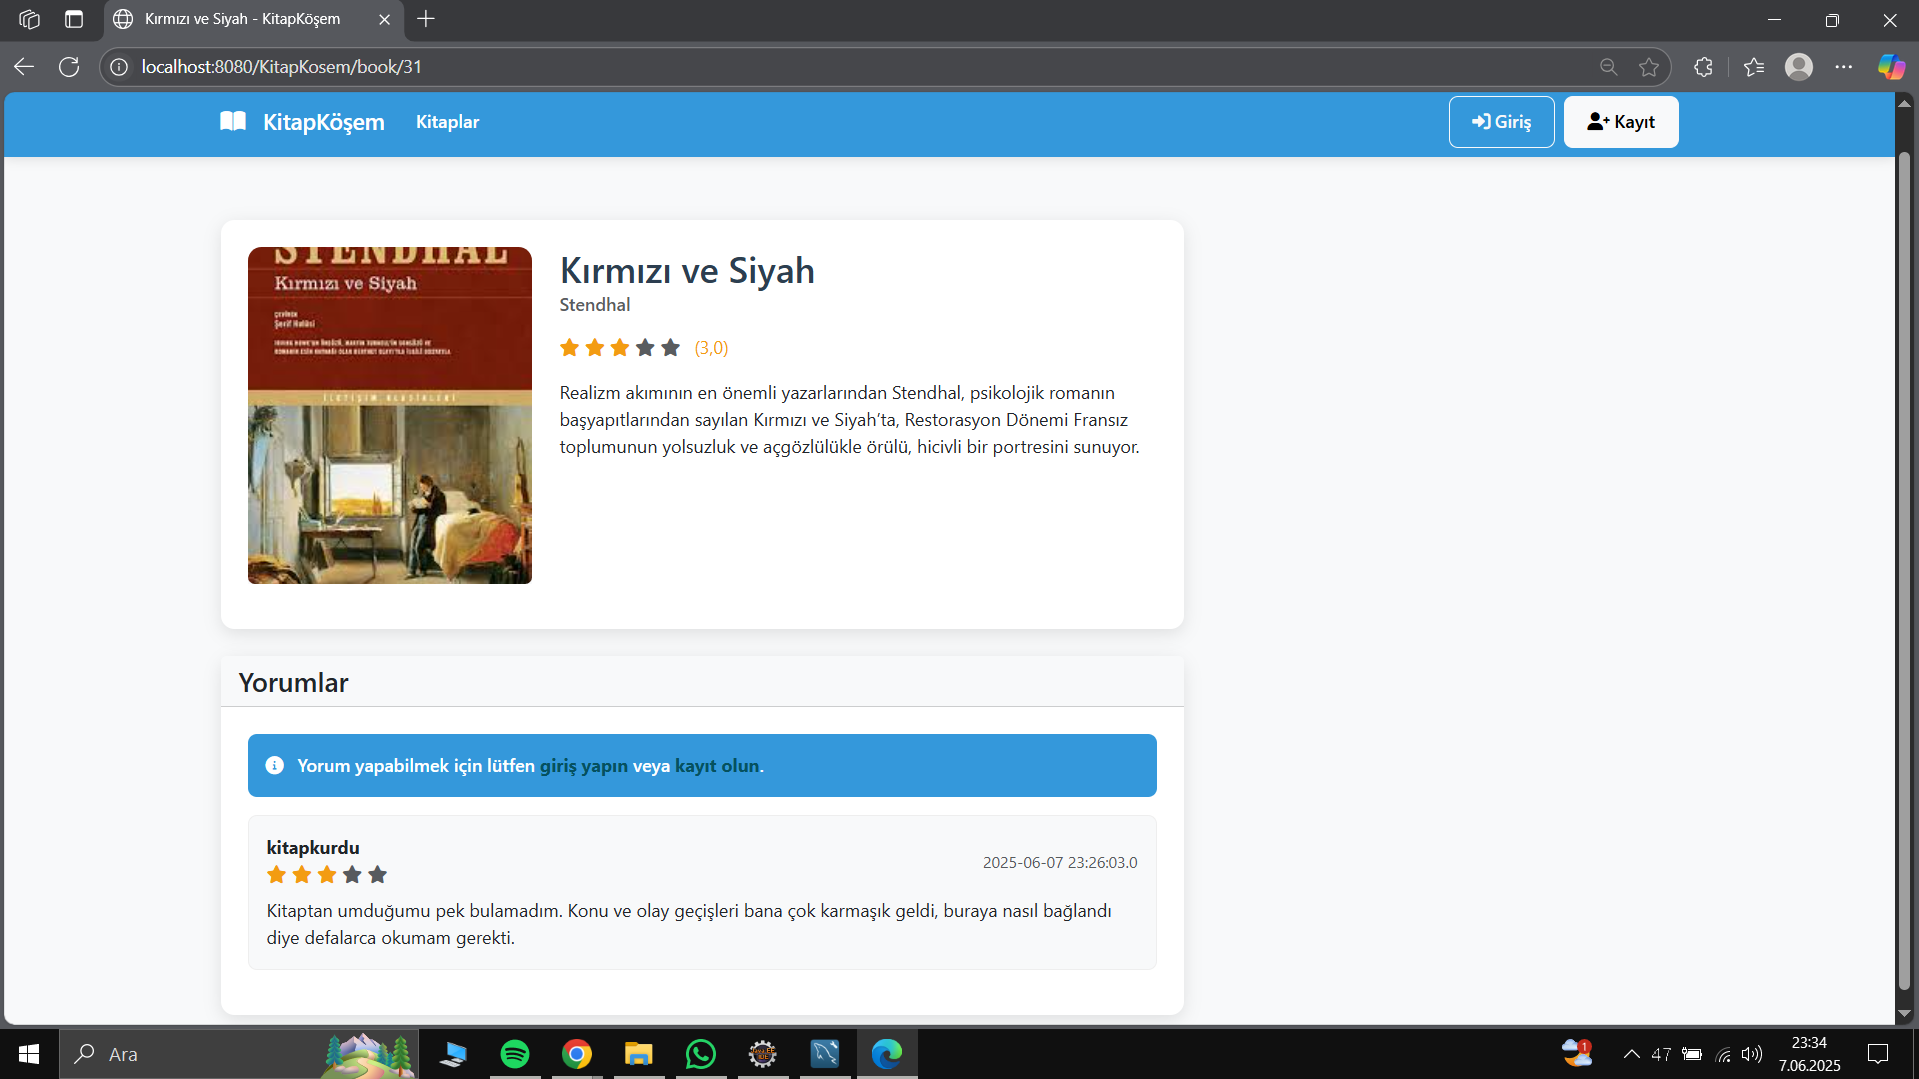 Kırmızı ve Siyah - KitapKöşem
localhost:8080/KitapKosem/book/31
KitapKöşem
Kitaplar
Giriş
Kayıt
STENDHAL
Kırmızı ve Siyah
Şerif Hulûsi
İLETİŞİM KLASİKLERİ
Kırmızı ve Siyah
Stendhal
(3,0)
Realizm akımının en önemli yazarlarından Stendhal, psikolojik romanın
başyapıtlarından sayılan Kırmızı ve Siyah’ta, Restorasyon Dönemi Fransız
toplumunun yolsuzluk ve açgözlülükle örülü, hicivli bir portresini sunuyor.
Yorumlar
Yorum yapabilmek için lütfen giriş yapın veya kayıt olun.
kitapkurdu
2025-06-07 23:26:03.0
Kitaptan umduğumu pek bulamadım. Konu ve olay geçişleri bana çok karmaşık geldi, buraya nasıl bağlandı
diye defalarca okumam gerekti.
Ara
1
47
23:34
7.06.2025